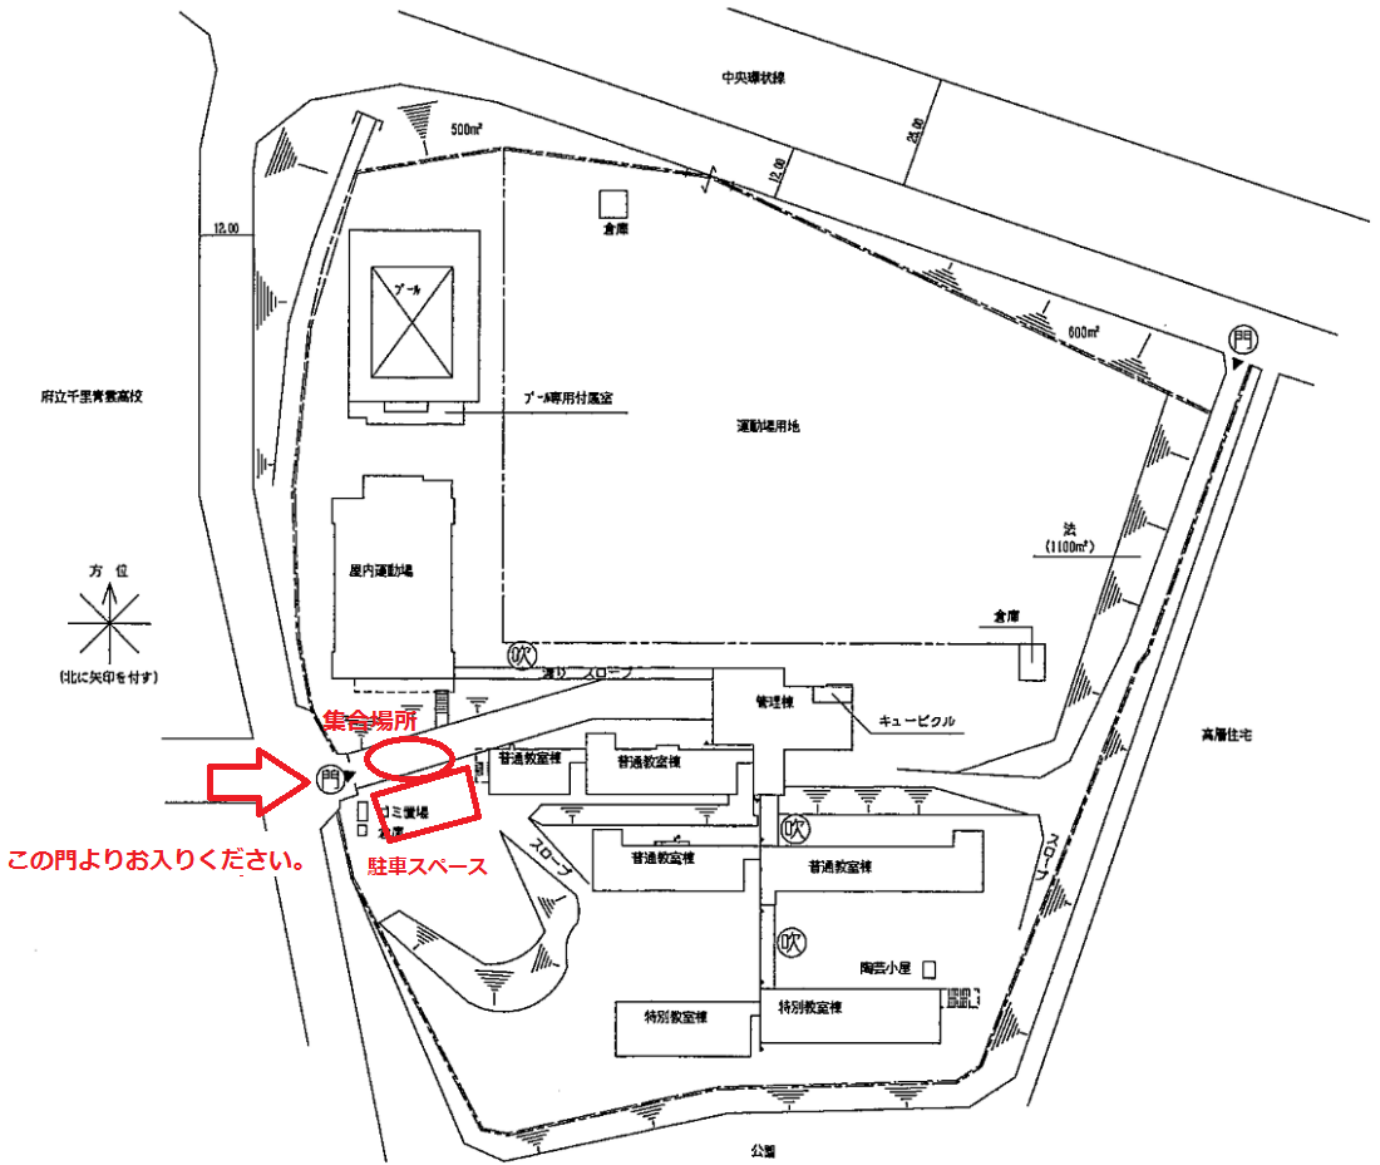 中央環状線
500㎡
25.00
12.00
倉庫
12.00
プール
600㎡
門
府立千里青雲高校
プール専用付属室
運動場用地
法
(1100㎡)
屋内運動場
方 位
(北に矢印を付す)
倉庫
吹
渡り スロープ
管理棟
キュービクル
集合場所
高層住宅
門
普通教室棟
普通教室棟
ゴミ置場
倉庫
吹
この門よりお入りください。
駐車スペース
スロープ
普通教室棟
普通教室棟
スロープ
吹
陶芸小屋
特別教室棟
特別教室棟
公園